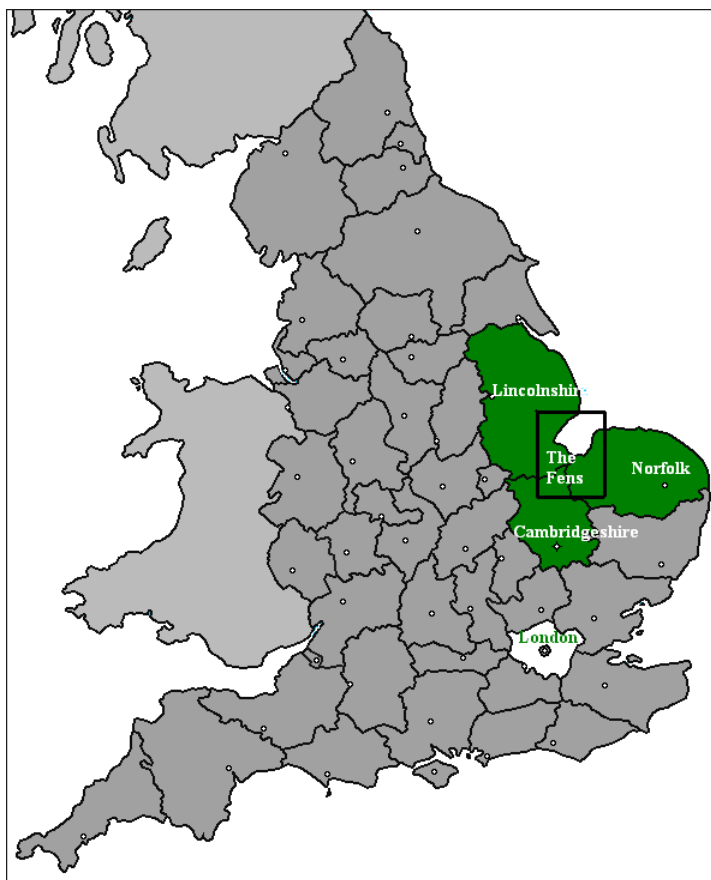 Lincolnshir
The
Fens
Norfolk
Cambridgeshire
London